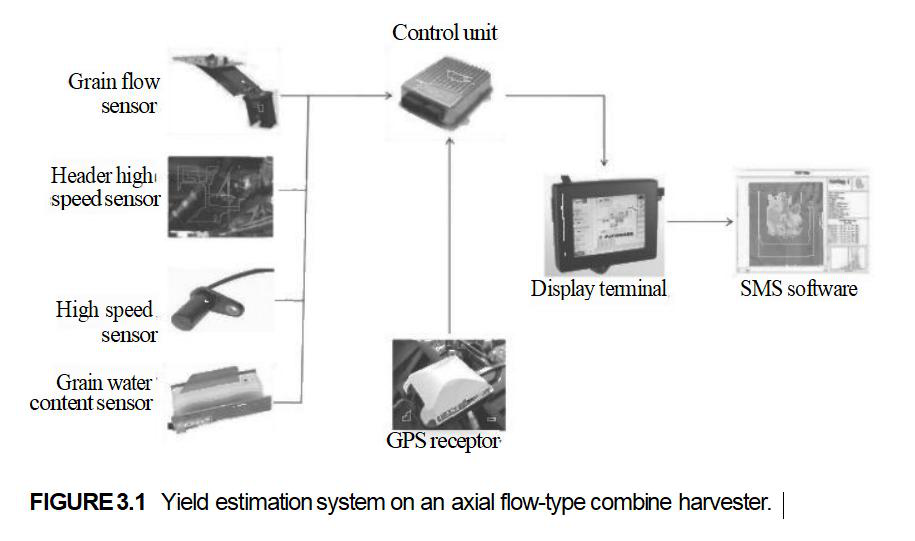 Control unit
Grain flow
sensor
Header high
speed sensor
High speed
sensor
Grain water
content sensor
GPS receptor
Display terminal
SMS software
FIGURE 3.1 Yield estimation system on an axial flow-type combine harvester.